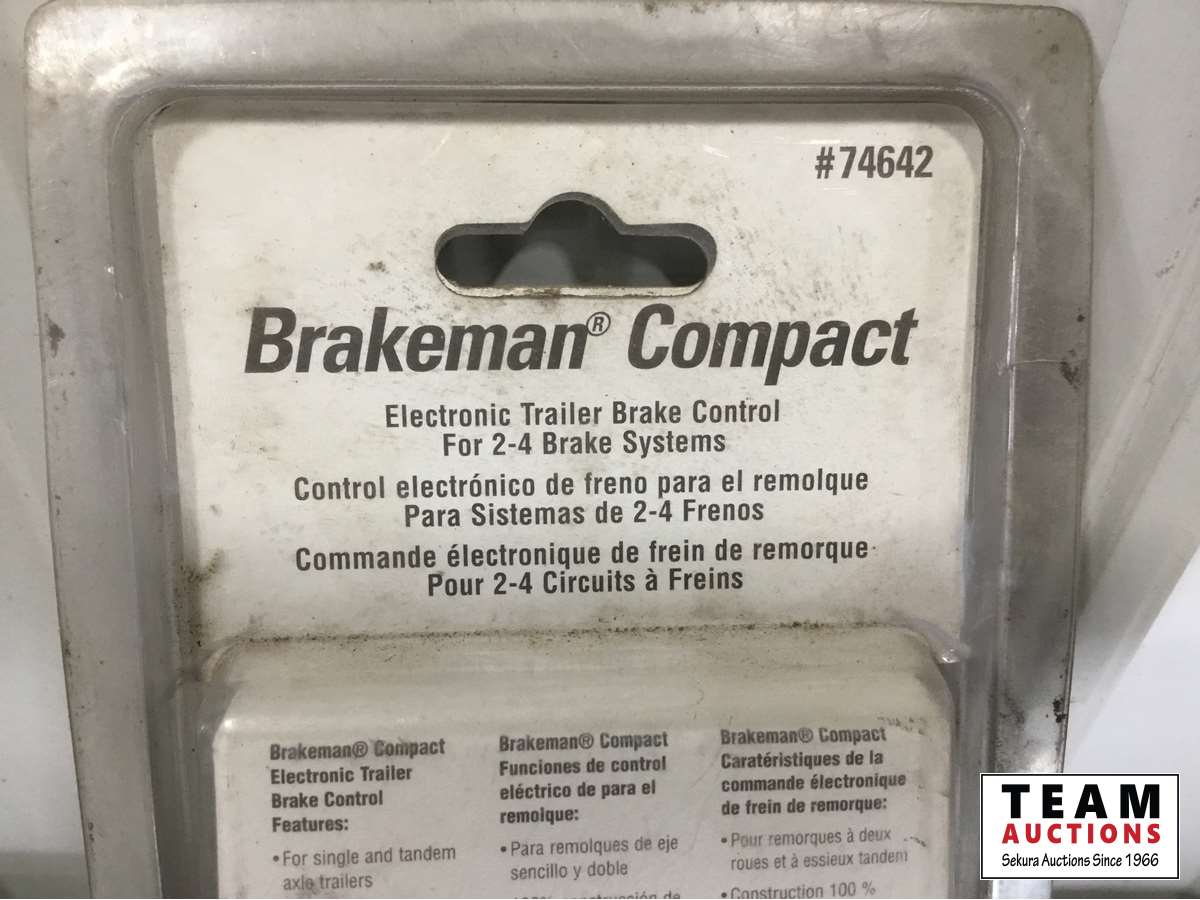 #74642
Brakeman® Compact
Electronic Trailer Brake Control
For 2-4 Brake Systems
Control electrónico de freno para el remolque
Para Sistemas de 2-4 Frenos
Commande électronique de frein de remorque
Pour 2-4 Circuits à Freins
Brakeman® Compact
Electronic Trailer
Brake Control
Features:
• For single and tandem
axle trailers
Brakeman® Compact
Funciones de control
eléctrico de para el
remolque:
• Para remolques de eje
sencillo y doble
Brakeman® Compact
Caratéristiques de la
commande électronique
de frein de remorque:
• Pour remorques à deux
roues et à essieux tandem
• Construction 100 %
TEAM
AUCTIONS
Sekura Auctions Since 1966